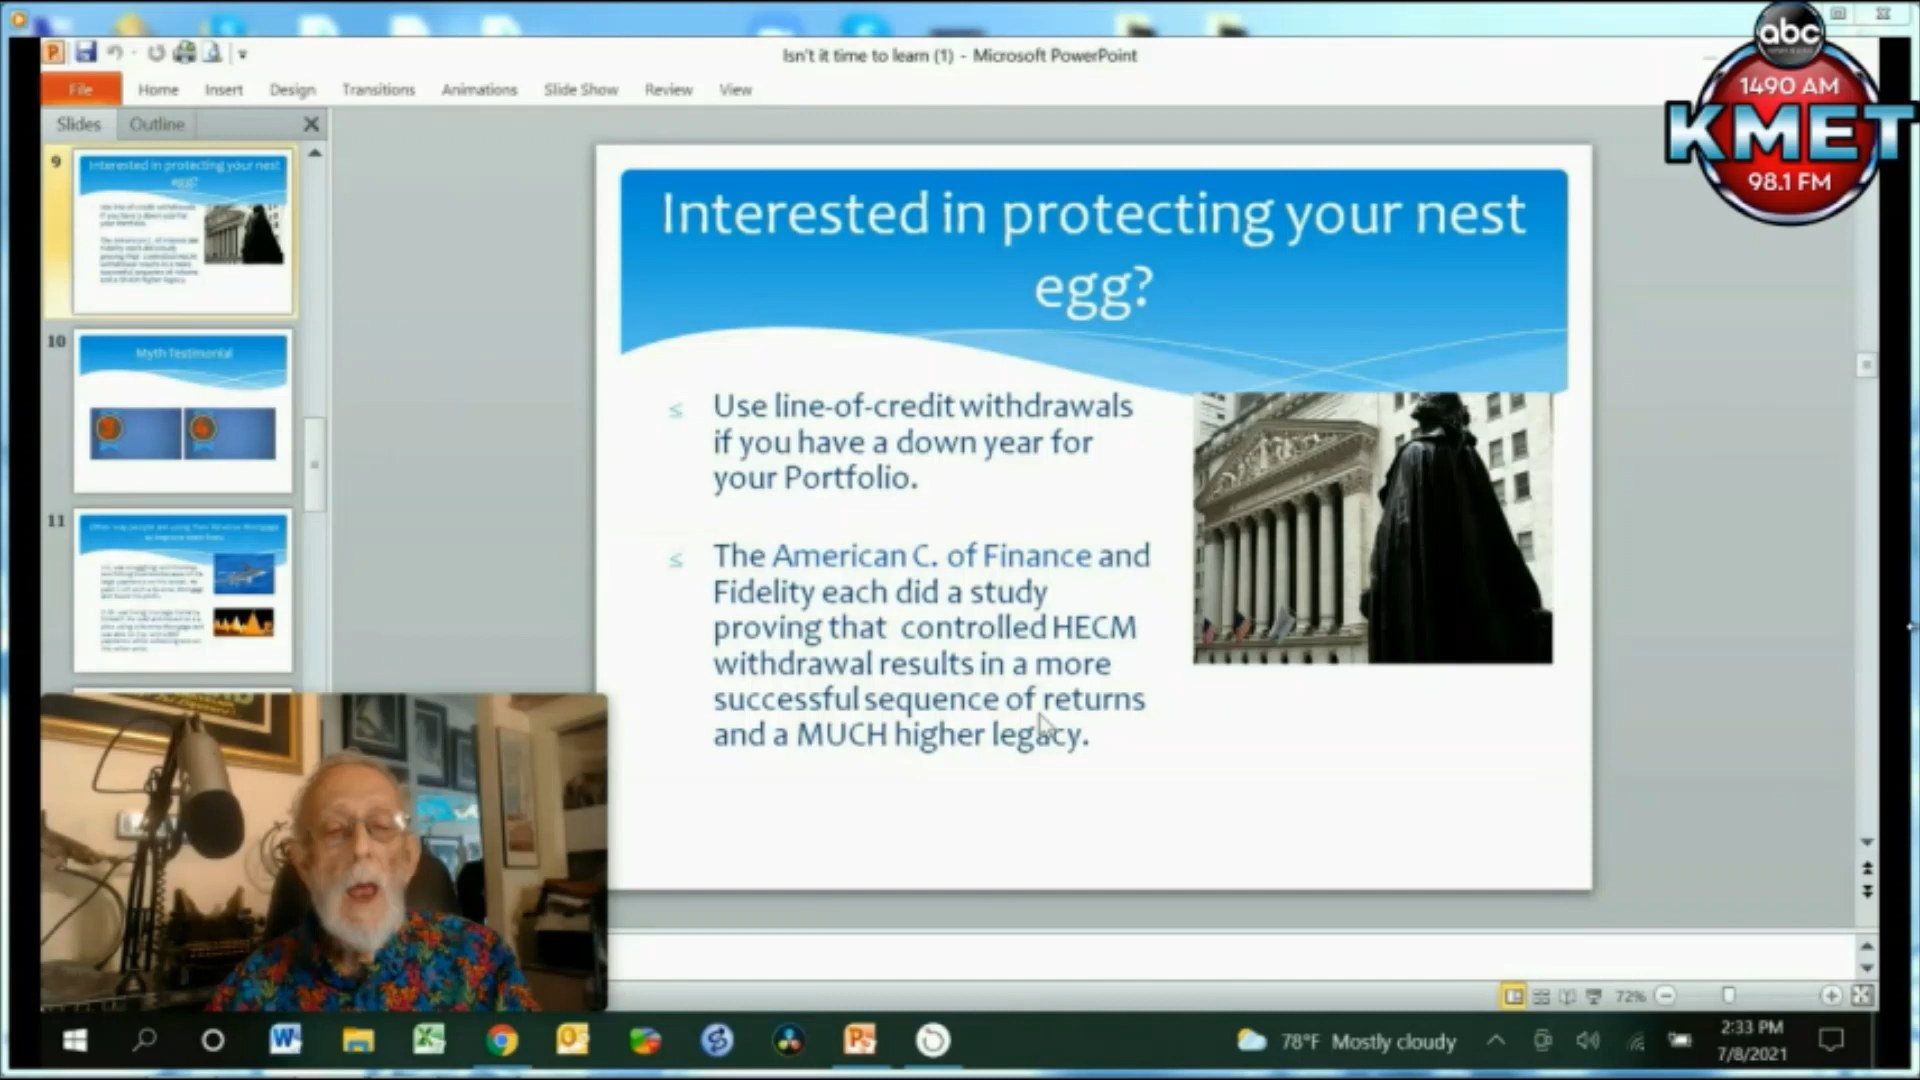 Isn't it time to learn (1) - Microsoft PowerPoint
abc
1490 AM
KMET
98.1 FM
File Home Insert Design Transitions Animations Slide Show Review View
Slides Outline
9
Interested in protecting your nest
egg?
10
Myth Testimonial
3 4
11
Interested in protecting your nest
egg?
Use line-of-credit withdrawals
if you have a down year for
your Portfolio.
The American C. of Finance and
Fidelity each did a study
proving that controlled HECM
withdrawal results in a more
successful sequence of returns
and a MUCH higher legacy.
72%
78°F Mostly cloudy
2:33 PM
7/8/2021